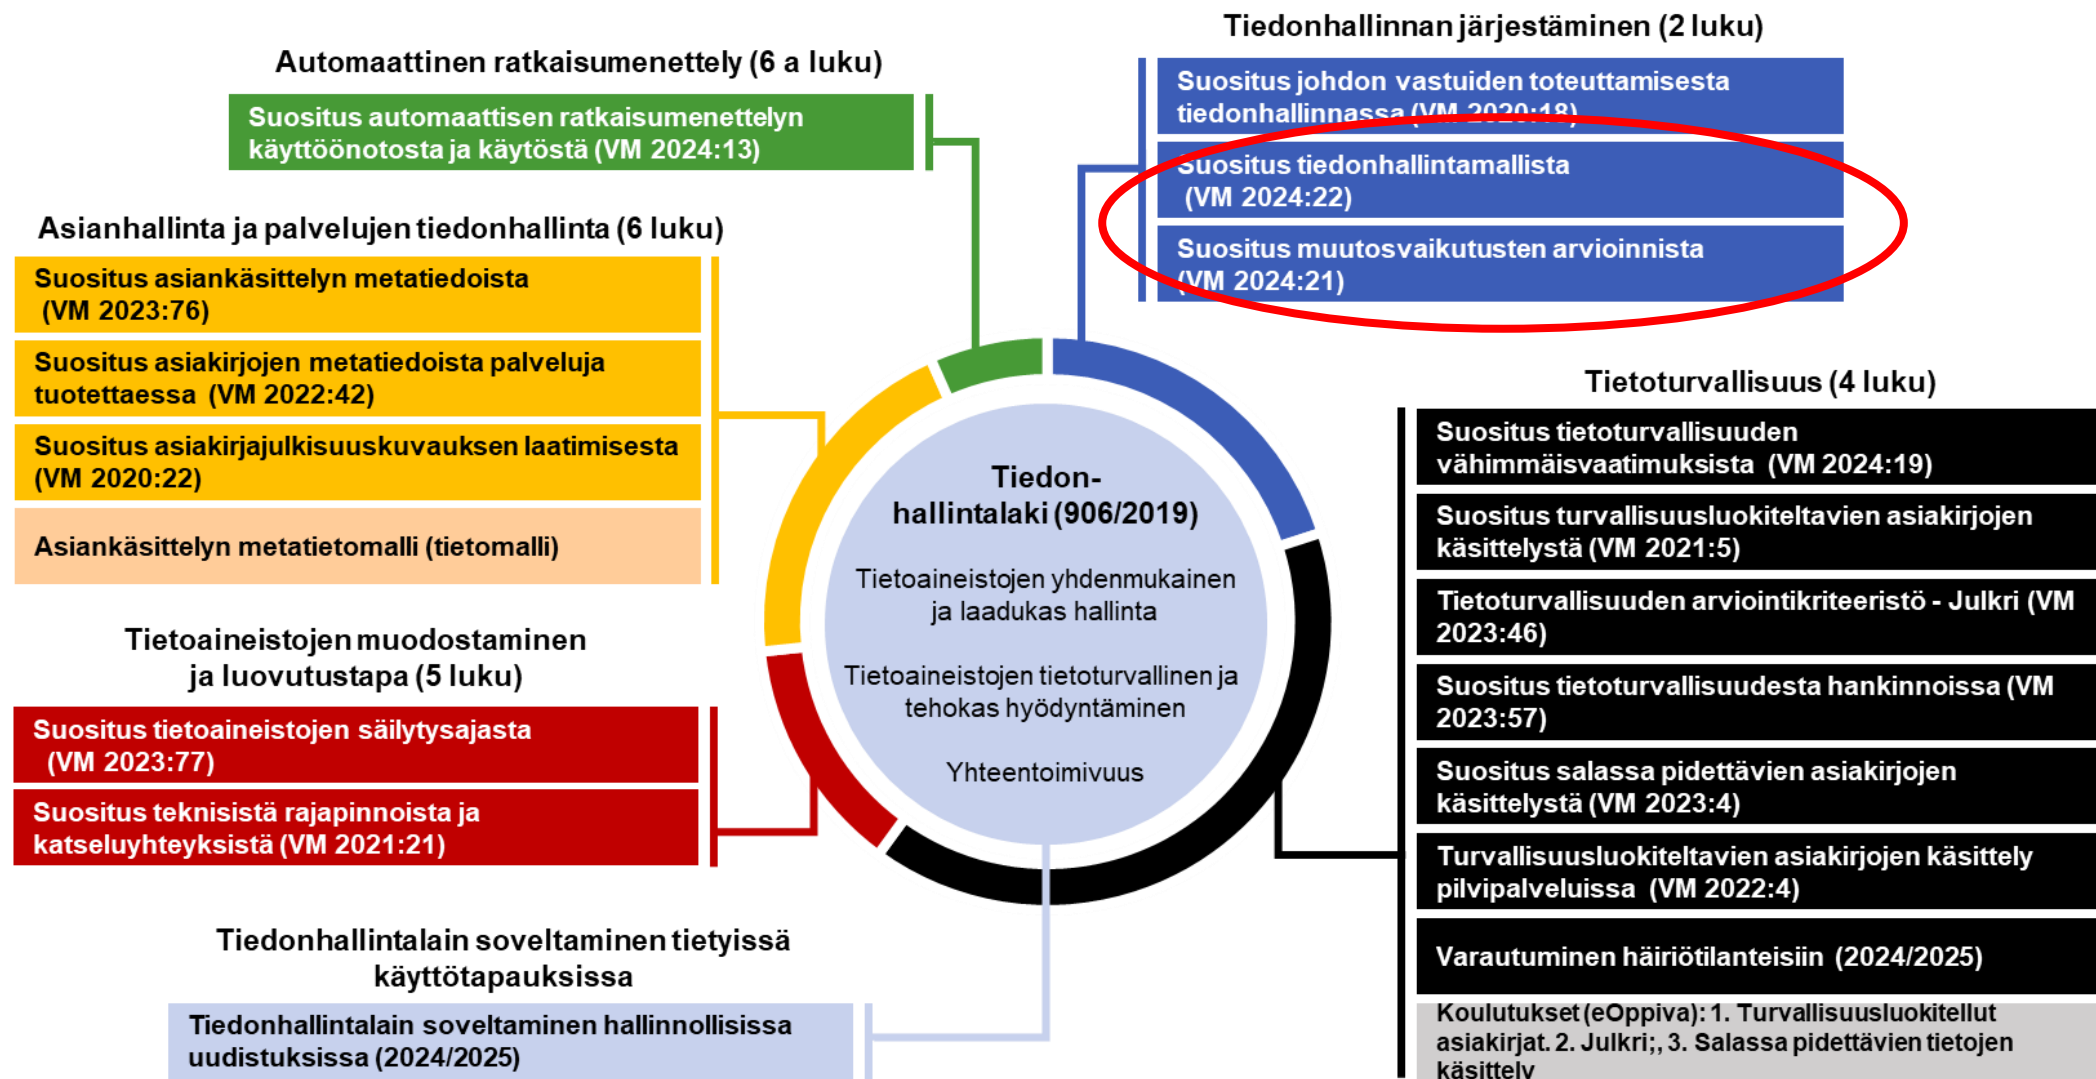 Tiedonhallinnan järjestäminen (2 luku)
Suositus johdon vastuiden toteuttamisesta
tiedonhallinnassa (VM 2020:18)
Suositus tiedonhallintamallista
(VM 2024:22)
Suositus muutosvaikutusten arvioinnista
(VM 2024:21)
Automaattinen ratkaisumenettely (6 a luku)
Suositus automaattisen ratkaisumenettelyn
käyttöönotosta ja käytöstä (VM 2024:13)
Asianhallinta ja palvelujen tiedonhallinta (6 luku)
Suositus asiankäsittelyn metatiedoista
(VM 2023:76)
Suositus asiakirjojen metatiedoista palveluja
tuotettaessa (VM 2022:42)
Suositus asiakirjajulkisuuskuvauksen laatimisesta
(VM 2020:22)
Asiankäsittelyn metatietomalli (tietomalli)
Tietoaineistojen muodostaminen
ja luovutustapa (5 luku)
Suositus tietoaineistojen säilytysajasta
(VM 2023:77)
Suositus teknisistä rajapinnoista ja
katseluyhteyksistä (VM 2021:21)
Tiedonhallintalain soveltaminen tietyissä
käyttötapauksissa
Tiedonhallintalain soveltaminen hallinnollisissa
uudistuksissa (2024/2025)
Tiedon-
hallintalaki (906/2019)
Tietoaineistojen yhdenmukainen
ja laadukas hallinta
Tietoaineistojen tietoturvallinen ja
tehokas hyödyntäminen
Yhteentoimivuus
Tietoturvallisuus (4 luku)
Suositus tietoturvallisuuden
vähimmäisvaatimuksista (VM 2024:19)
Suositus turvallisuusluokiteltavien asiakirjojen
käsittelystä (VM 2021:5)
Tietoturvallisuuden arviointikriteeristö - Julkri (VM
2023:46)
Suositus tietoturvallisuudesta hankinnoissa (VM
2023:57)
Suositus salassa pidettävien asiakirjojen
käsittelystä (VM 2023:4)
Turvallisuusluokiteltavien asiakirjojen käsittely
pilvipalveluissa (VM 2022:4)
Varautuminen häiriötilanteisiin (2024/2025)
Koulutukset (eOppiva): 1. Turvallisuusluokitellut
asiakirjat. 2. Julkri;, 3. Salassa pidettävien tietojen
käsittely